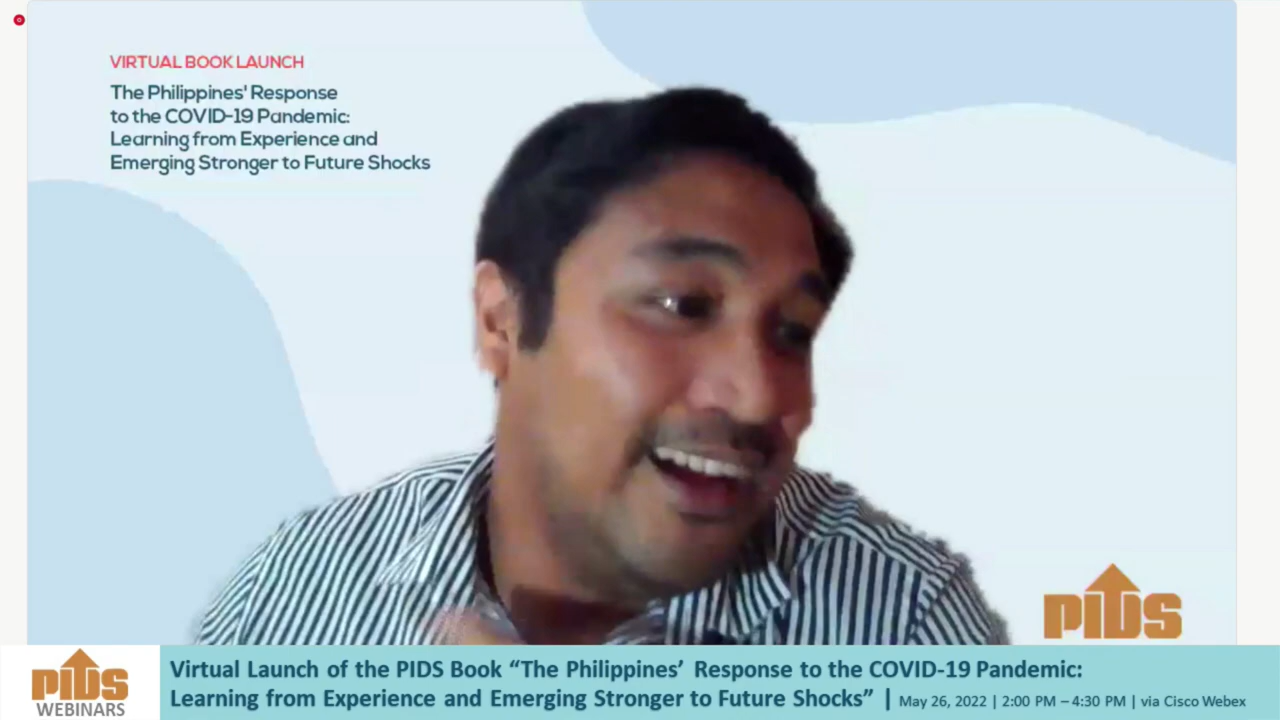 VIRTUAL BOOK LAUNCH
The Philippines' Response
to the COVID-19 Pandemic:
Learning from Experience and
Emerging Stronger to Future Shocks
PIDS
PIDS
WEBINARS
Virtual Launch of the PIDS Book “The Philippines’ Response to the COVID-19 Pandemic:
Learning from Experience and Emerging Stronger to Future Shocks” | May 26, 2022 | 2:00 PM – 4:30 PM | via Cisco Webex